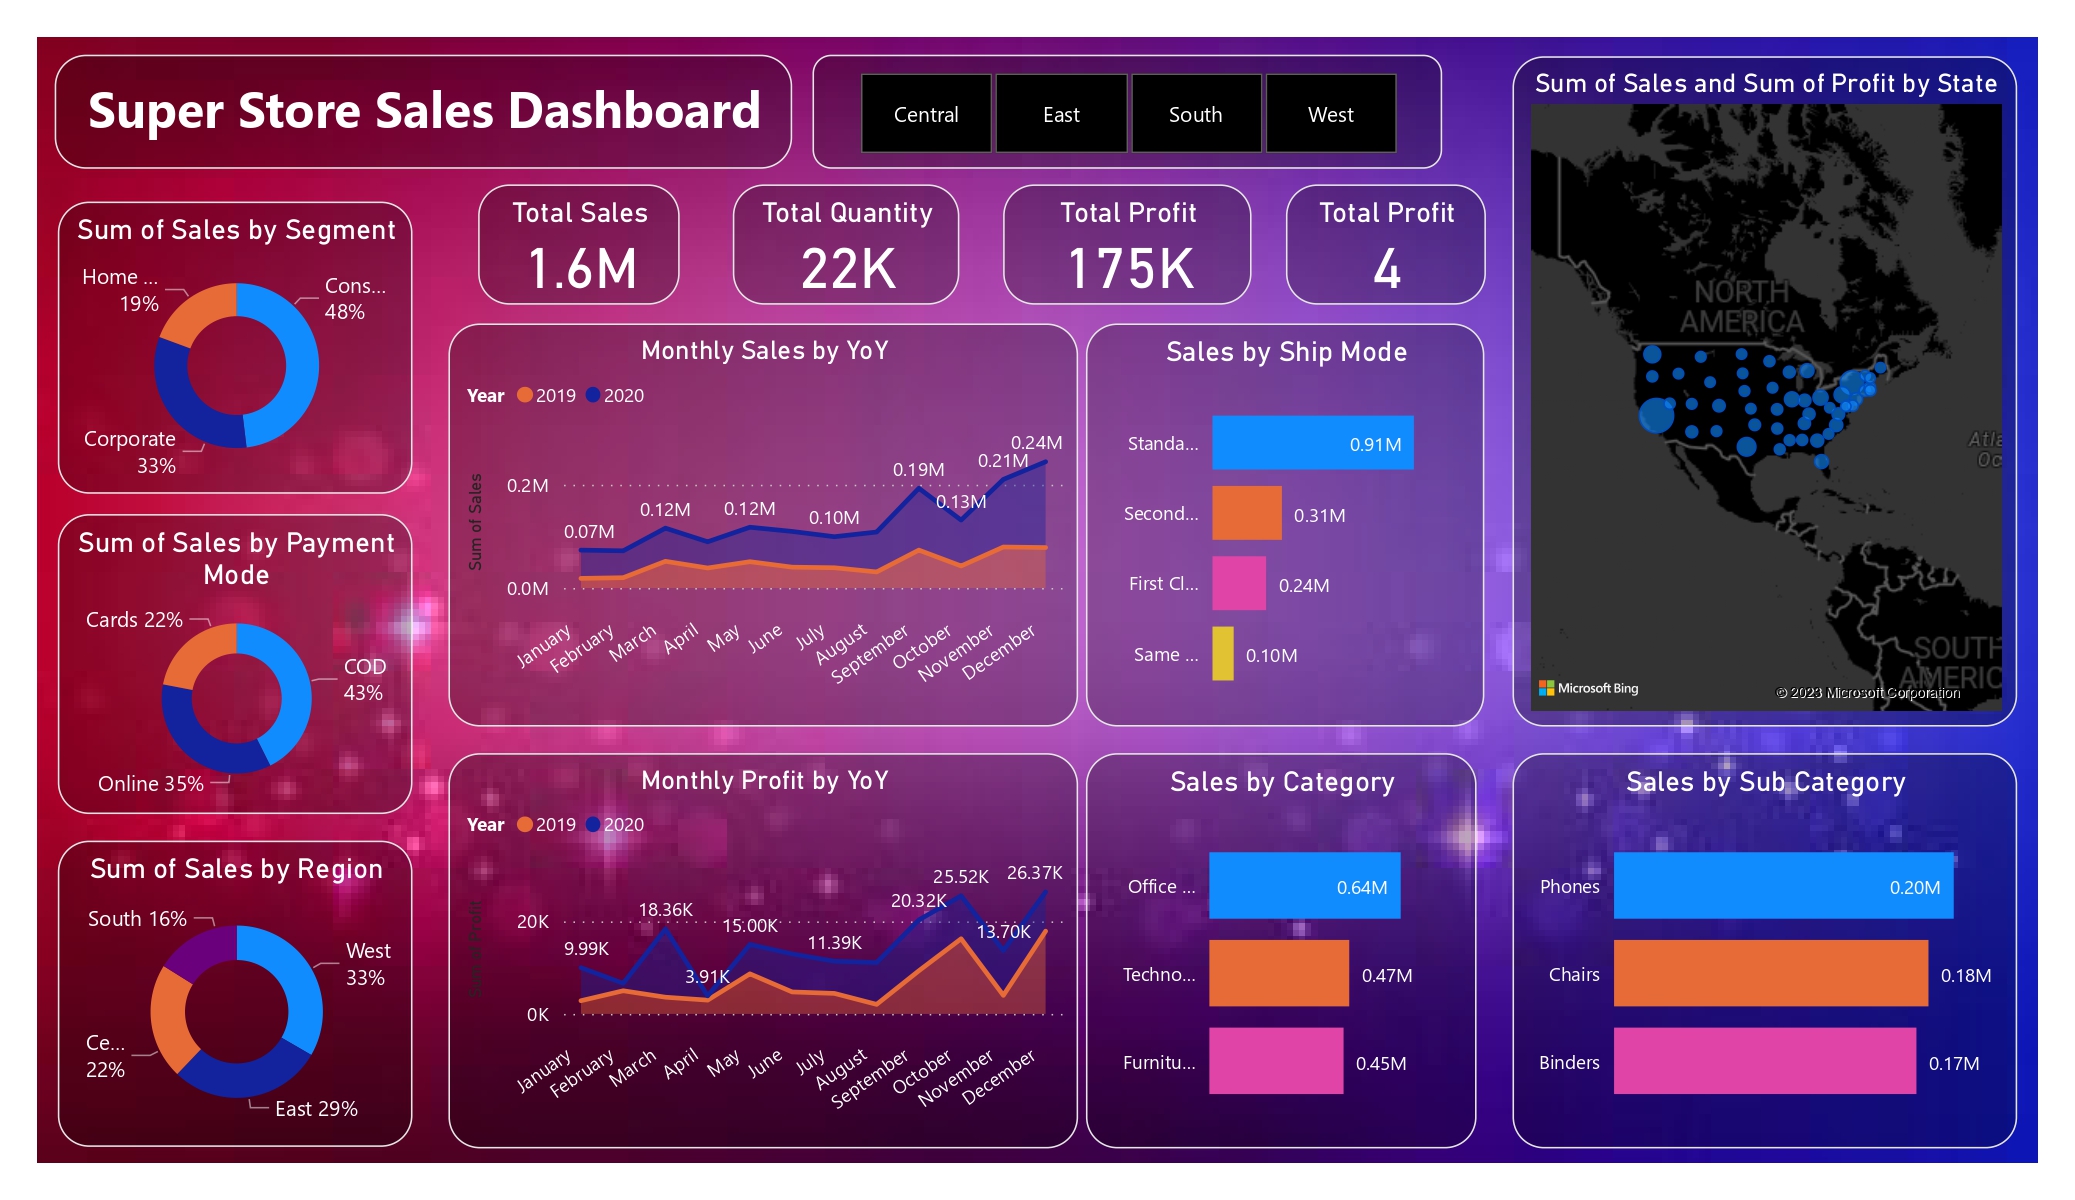 Super Store Sales Dashboard
Central
East
South
West
Sum of Sales and Sum of Profit by State
NORTH
AMERICA
Atla
Oc
SOUTH
AMERIC
Microsoft Bing
© 2023 Microsoft Corporation
Total Sales
1.6M
Total Quantity
22K
Total Profit
175K
Total Profit
4
Sum of Sales by Segment
Home ...
19%
Cons...
48%
Corporate
33%
Sum of Sales by Payment
Mode
Cards 22%
COD
43%
Online 35%
Sum of Sales by Region
South 16%
West
33%
Ce...
22%
East 29%
Monthly Sales by YoY
Year 2019 2020
Sum of Sales
0.2M
0.0M
0.07M
0.12M
0.12M
0.10M
0.19M
0.13M
0.21M
0.24M
January
February
March
April
May
June
July
August
September
October
November
December
Sales by Ship Mode
Standa...
0.91M
Second...
0.31M
First Cl...
0.24M
Same ...
0.10M
Monthly Profit by YoY
Year 2019 2020
Sum of Profit
20K
0K
9.99K
18.36K
3.91K
15.00K
11.39K
20.32K
25.52K
13.70K
26.37K
January
February
March
April
May
June
July
August
September
October
November
December
Sales by Category
Office ...
0.64M
Techno...
0.47M
Furnitu...
0.45M
Sales by Sub Category
Phones
0.20M
Chairs
0.18M
Binders
0.17M